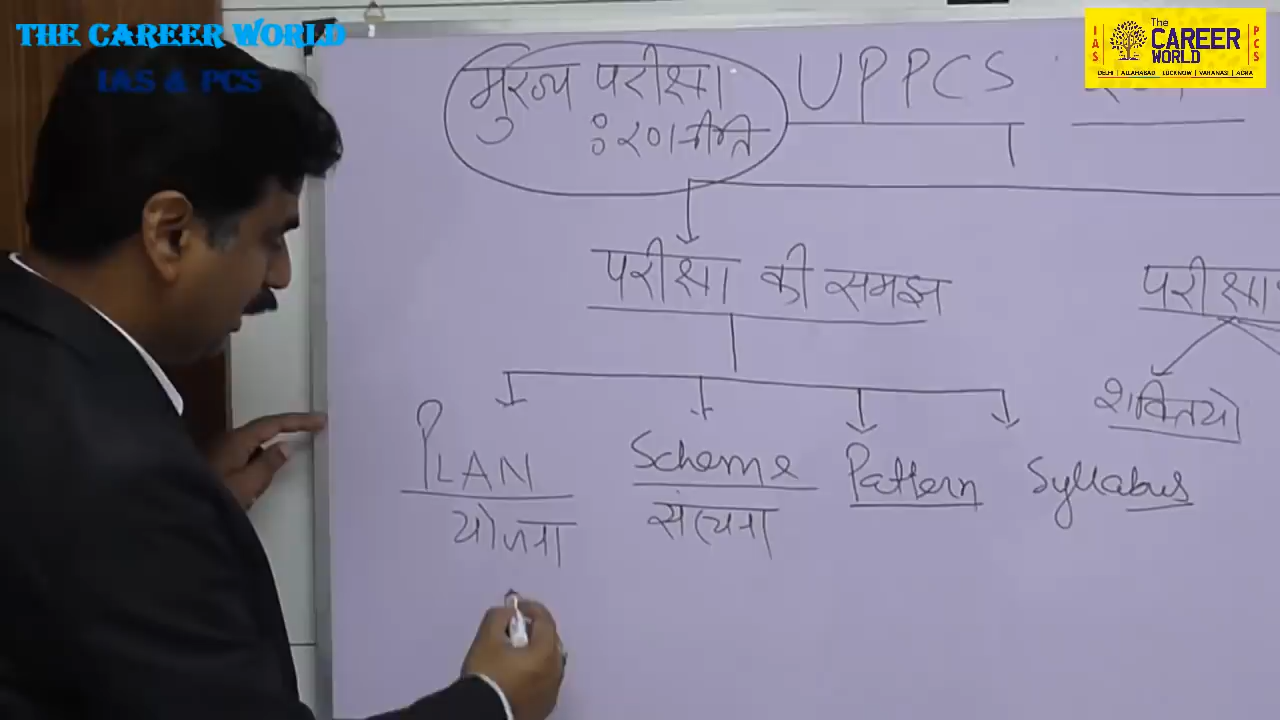 THE CAREER WORLD
IAS & PCS
The
CAREER
WORLD
IAS
PCS
DELHI | ALLAHABAD LUCKNOW | VARANASI | AGRA
मुख्य परीक्षा
: रणनीति
UPPCS
परीक्षा की समझ
परीक्षा
PLAN
योजना
Scheme
संरचना
Pattern
Syllabus
शक्तियो